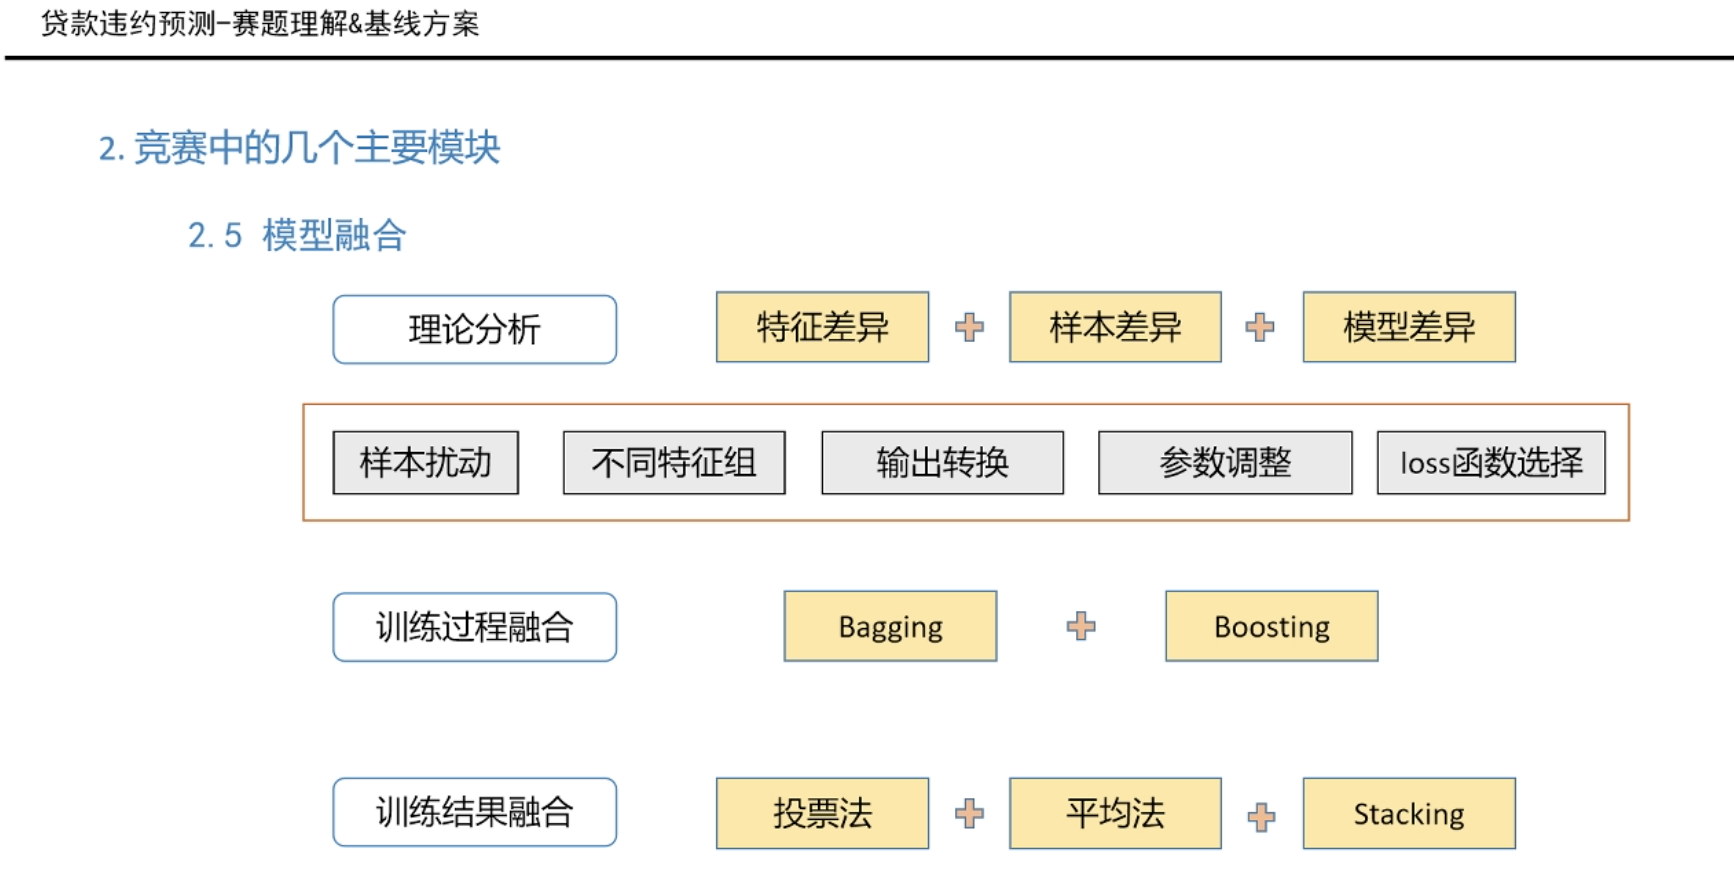 贷款违约预测-赛题理解&基线方案
2. 竞赛中的几个主要模块
2.5 模型融合
理论分析 特征差异 样本差异 模型差异
样本扰动 不同特征组 输出转换 参数调整 loss函数选择
训练过程融合 Bagging Boosting
训练结果融合 投票法 平均法 Stacking